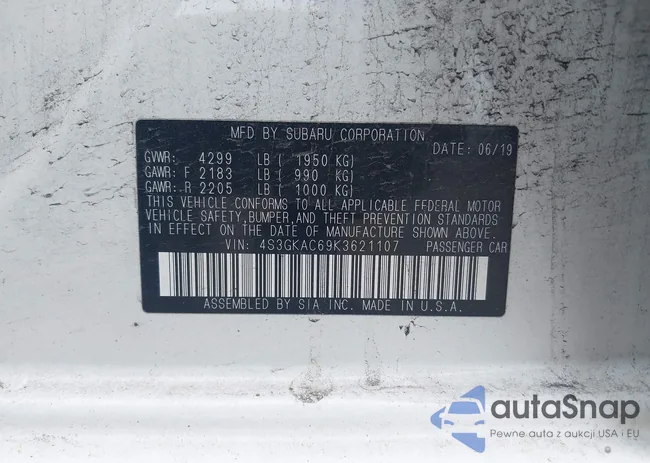 MFD BY SUBARU CORPORATION
DATE: 06/19
GVWR: 4299 LB ( 1950 KG)
GAWR: F 2183 LB ( 990 KG)
GAWR: R 2205 LB ( 1000 KG)
THIS VEHICLE CONFORMS TO ALL APPLICABLE FEDERAL MOTOR
VEHICLE SAFETY, BUMPER, AND THEFT PREVENTION STANDARDS
IN EFFECT ON THE DATE OF MANUFACTURE SHOWN ABOVE.
VIN: 4S3GKAC69K3621107 PASSENGER CAR
ASSEMBLED BY SIA INC. MADE IN U.S.A.
autoSnap
Pewne auta z aukcji USA i EU